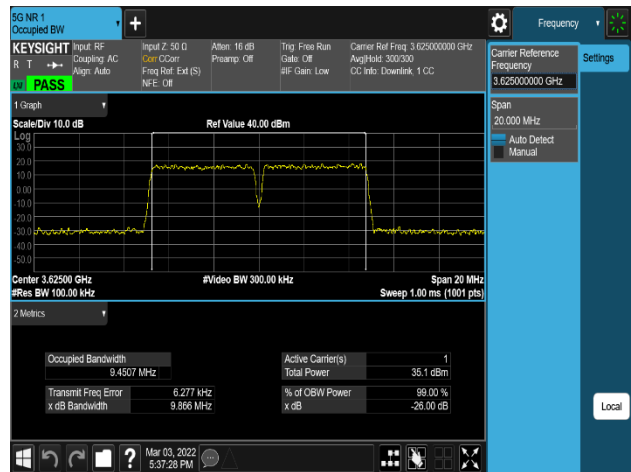 5G NR 1
Occupied BW
Frequency
KEYSIGHT
R T
PASS
Input: RF
Coupling: AC
Align: Auto
Input Z: 50 Ω
Corr CCorr
Freq Ref: Ext (S)
NFE: Off
Atten: 16 dB
Preamp: Off
Trig: Free Run
Gate: Off
#IF Gain: Low
Carrier Ref Freq: 3.625000000 GHz
Avg|Hold: 300/300
CC Info: Downlink, 1 CC
Carrier Reference
Frequency
3.625000000 GHz
Settings
Span
20.000 MHz
Auto Detect
Manual
1 Graph
Scale/Div 10.0 dB
Ref Value 40.00 dBm
Log
30.0
20.0
10.0
0.00
-10.0
-20.0
-30.0
-40.0
-50.0
Center 3.62500 GHz
#Video BW 300.00 kHz
Span 20 MHz
#Res BW 100.00 kHz
Sweep 1.00 ms (1001 pts)
2 Metrics
Occupied Bandwidth
9.4507 MHz
Active Carrier(s) 1
Total Power 35.1 dBm
Transmit Freq Error 6.277 kHz
x dB Bandwidth 9.866 MHz
% of OBW Power 99.00 %
x dB -26.00 dB
Local
?
Mar 03, 2022
5:37:28 PM